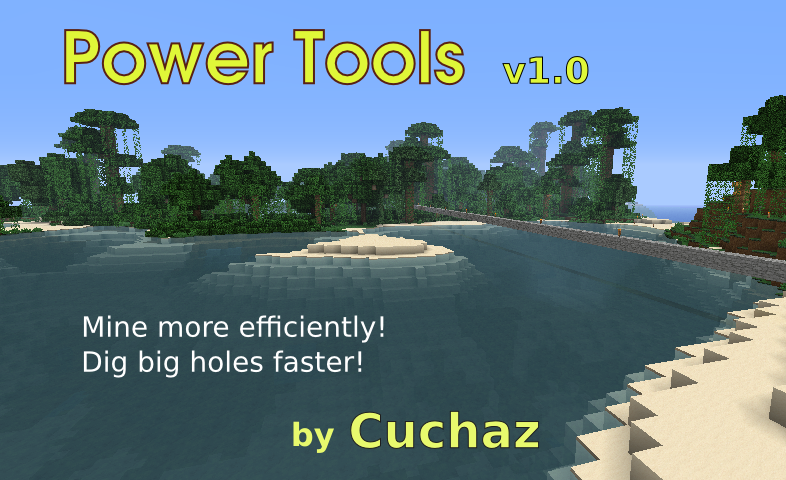 Power Tools v1.0
Mine more efficiently!
Dig big holes faster!
by Cuchaz